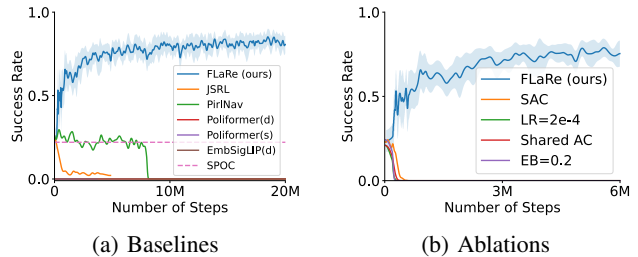 1.0
0.5
0.0
Success Rate
0
10M
20M
Number of Steps
FLaRe (ours)
JSRL
PirlNav
Poliformer(d)
Poliformer(s)
EmbSigLIP(d)
SPOC
(a) Baselines
1.0
0.5
0.0
Success Rate
0
3M
6M
Number of Steps
FLaRe (ours)
SAC
LR=2e-4
Shared AC
EB=0.2
(b) Ablations